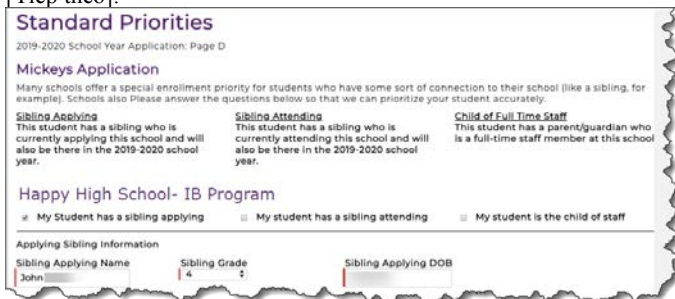 [Tiếp theo].
Standard Priorities
2019-2020 School Year Application: Page D
Mickeys Application
Many schools offer a special enrollment priority for students who have some sort of connection to their school (like a sibling, for
example). Schools also Please answer the questions below so that we can prioritize your student accurately.
Sibling Applying
This student has a sibling who is
currently applying this school and will
also be there in the 2019-2020 school
year.
Sibling Attending
This student has a sibling who is
currently attending this school and will
also be there in the 2019-2020 school
year.
Child of Full Time Staff
This student has a parent/guardian who
is a full-time staff member at this school
Happy High School- IB Program
My Student has a sibling applying
My student has a sibling attending
My student is the child of staff
Applying Sibling Information
Sibling Applying Name
John
Sibling Grade
4
Sibling Applying DOB